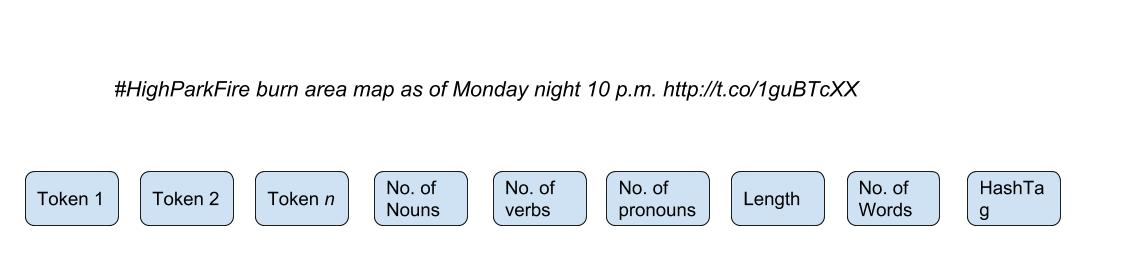 #HighParkFire burn area map as of Monday night 10 p.m. http://t.co/1guBTcXX
Token 1
Token 2
Token n
No. of
Nouns
No. of
verbs
No. of
pronouns
Length
No. of
Words
HashTa
g